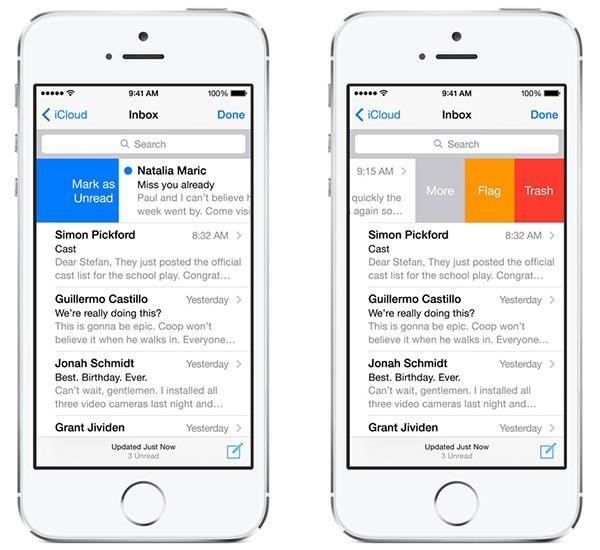 9:41 AM 100%
iCloud Inbox Done
Search
Mark as
Unread
Natalia Maric
Miss you already
Paul and I can't believe h
week went by. Come visi
Simon Pickford 8:32 AM
Cast
Dear Stefan, They just posted the official
cast list for the school play. Congrat...
Guillermo Castillo Yesterday
We're really doing this?
This is gonna be epic. Coop won't
believe it when he walks in. Everyone...
Jonah Schmidt Yesterday
Best. Birthday. Ever.
Can't wait, gentlemen. I installed all
three video cameras last night and...
Grant Jividen Yesterday
Updated Just Now
3 Unread
9:41 AM 100%
iCloud Inbox Done
Search
9:15 AM
quickly the
again so...
More Flag Trash
Simon Pickford 8:32 AM
Cast
Dear Stefan, They just posted the official
cast list for the school play. Congrat...
Guillermo Castillo Yesterday
We're really doing this?
This is gonna be epic. Coop won't
believe it when he walks in. Everyone...
Jonah Schmidt Yesterday
Best. Birthday. Ever.
Can't wait, gentlemen. I installed all
three video cameras last night and...
Grant Jividen Yesterday
Updated Just Now
3 Unread